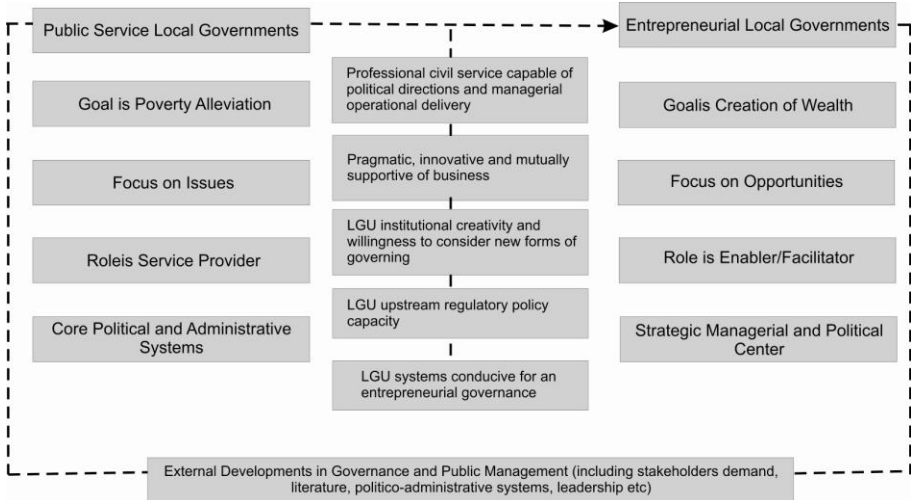 Public Service Local Governments
Goal is Poverty Alleviation
Focus on Issues
Roleis Service Provider
Core Political and Administrative
Systems
Professional civil service capable of
political directions and managerial
operational delivery
Pragmatic, innovative and mutually
supportive of business
LGU institutional creativity and
willingness to consider new forms of
governing
LGU upstream regulatory policy
capacity
LGU systems conducive for an
entrepreneurial governance
Entrepreneurial Local Governments
Goalis Creation of Wealth
Focus on Opportunities
Role is Enabler/Facilitator
Strategic Managerial and Political
Center
External Developments in Governance and Public Management (including stakeholders demand,
literature, politico-administrative systems, leadership etc)